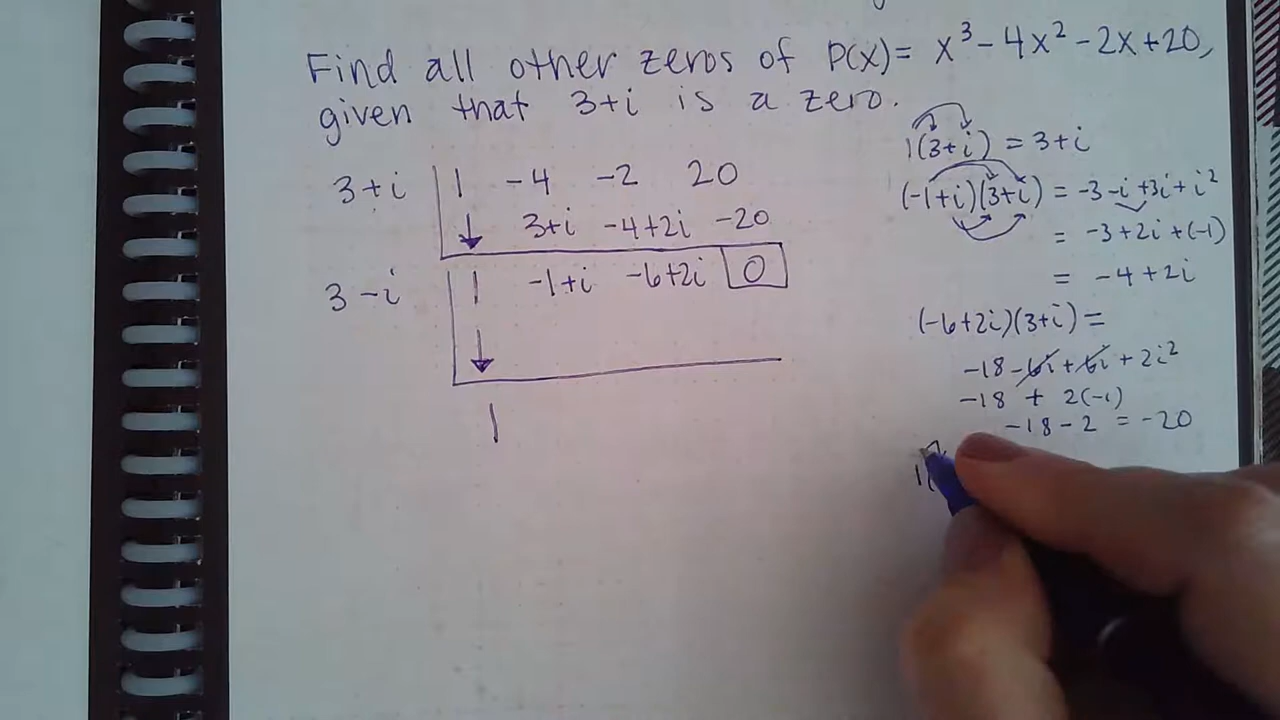 Find all other zeros of P(x) = x³ - 4x² - 2x + 20,
given that 3+i is a zero.
3+i | 1 -4 -2 20
3+i -4+2i -20
3-i | 1 -1+i -6+2i 0
1
1(3+i) = 3+i
(-1+i)(3+i) = -3-i+3i+i²
= -3+2i+(-1)
= -4+2i
(-6+2i)(3+i) =
-18-6i+6i+2i²
-18 + 2(-1)
-18-2 = -20
1(